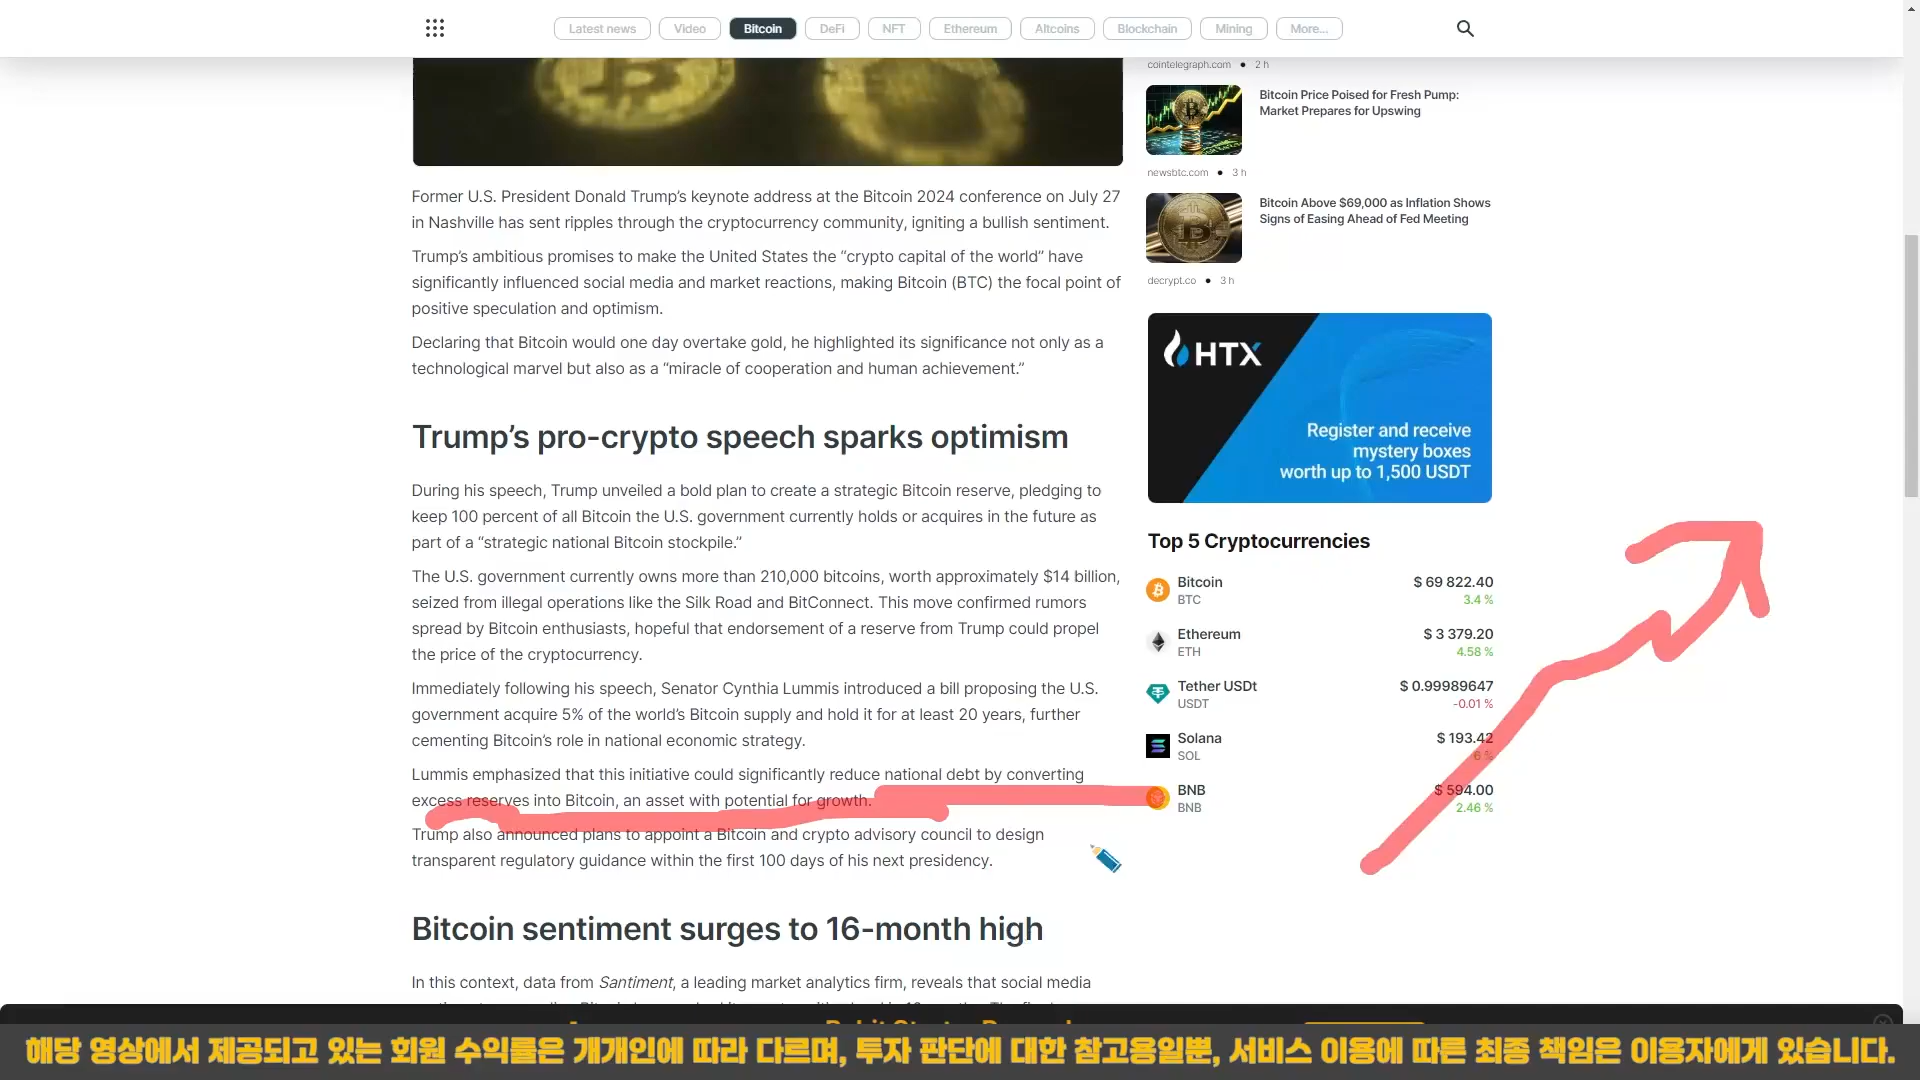 Latest news
Video
Bitcoin
DeFi
NFT
Ethereum
Altcoins
Blockchain
Mining
More...
cointelegraph.com ● 2 h
Bitcoin Price Poised for Fresh Pump:
Market Prepares for Upswing
newsbtc.com ● 3 h
Bitcoin Above $69,000 as Inflation Shows
Signs of Easing Ahead of Fed Meeting
decrypt.co ● 3 h
Former U.S. President Donald Trump’s keynote address at the Bitcoin 2024 conference on July 27
in Nashville has sent ripples through the cryptocurrency community, igniting a bullish sentiment.
Trump’s ambitious promises to make the United States the “crypto capital of the world” have
significantly influenced social media and market reactions, making Bitcoin (BTC) the focal point of
positive speculation and optimism.
Declaring that Bitcoin would one day overtake gold, he highlighted its significance not only as a
technological marvel but also as a “miracle of cooperation and human achievement.”
Trump’s pro-crypto speech sparks optimism
During his speech, Trump unveiled a bold plan to create a strategic Bitcoin reserve, pledging to
keep 100 percent of all Bitcoin the U.S. government currently holds or acquires in the future as
part of a “strategic national Bitcoin stockpile.”
The U.S. government currently owns more than 210,000 bitcoins, worth approximately $14 billion,
seized from illegal operations like the Silk Road and BitConnect. This move confirmed rumors
spread by Bitcoin enthusiasts, hopeful that endorsement of a reserve from Trump could propel
the price of the cryptocurrency.
Immediately following his speech, Senator Cynthia Lummis introduced a bill proposing the U.S.
government acquire 5% of the world’s Bitcoin supply and hold it for at least 20 years, further
cementing Bitcoin’s role in national economic strategy.
Lummis emphasized that this initiative could significantly reduce national debt by converting
excess reserves into Bitcoin, an asset with potential for growth.
Trump also announced plans to appoint a Bitcoin and crypto advisory council to design
transparent regulatory guidance within the first 100 days of his next presidency.
Bitcoin sentiment surges to 16-month high
In this context, data from Santiment, a leading market analytics firm, reveals that social media
HTX
Register and receive
mystery boxes
worth up to 1,500 USDT
Top 5 Cryptocurrencies
Bitcoin $ 69 822.40
BTC 3.4 %
Ethereum $ 3 379.20
ETH 4.58 %
Tether USDt $ 0.99989647
USDT -0.01 %
Solana $ 193.42
SOL 6 %
BNB $ 594.00
BNB 2.46 %
해당 영상에서 제공되고 있는 회원 수익률은 개개인에 따라 다르며, 투자 판단에 대한 참고용일뿐, 서비스 이용에 따른 최종 책임은 이용자에게 있습니다.